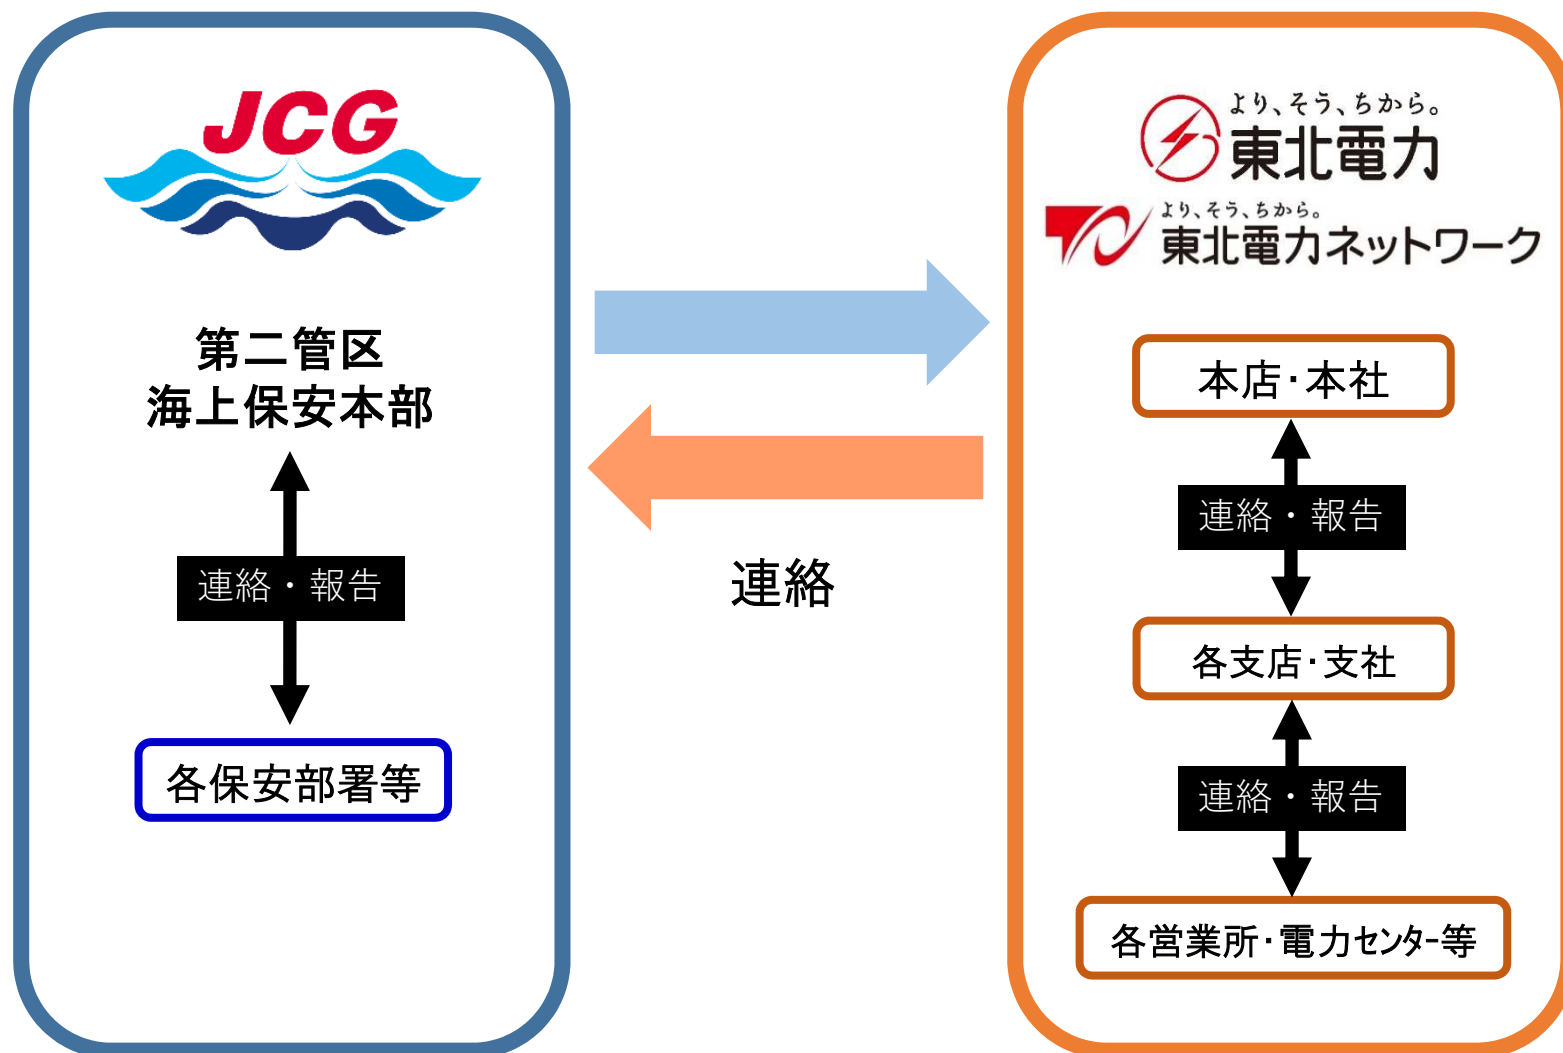 JCG
第二管区
海上保安本部
連絡・報告
各保安部署等
連絡
より、そう、ちから。
東北電力
より、そう、ちから。
東北電力ネットワーク
本店・本社
連絡・報告
各支店・支社
連絡・報告
各営業所・電力センター等